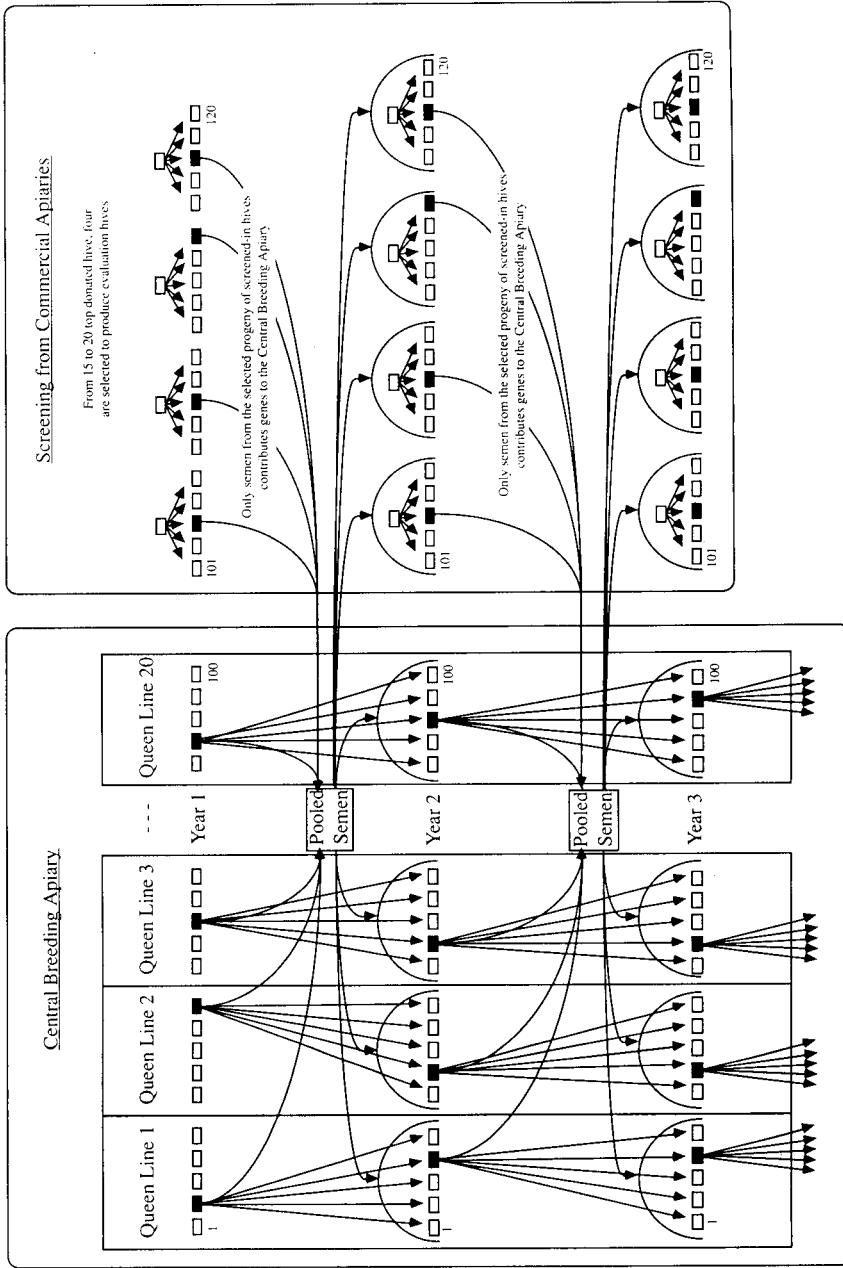 Central Breeding Apiary
Queen Line 1
Queen Line 2
Queen Line 3
- - -
Queen Line 20
1
100
Year 1
Pooled
Semen
1
100
Year 2
Pooled
Semen
1
100
Year 3
Screening from Commercial Apiaries
From 15 to 20 top donated hive, four
are selected to produce evaluation hives
101
120
Only semen from the selected progeny of screened-in hives
contributes genes to the Central Breeding Apiary
101
120
Only semen from the selected progeny of screened-in hives
contributes genes to the Central Breeding Apiary
101
120